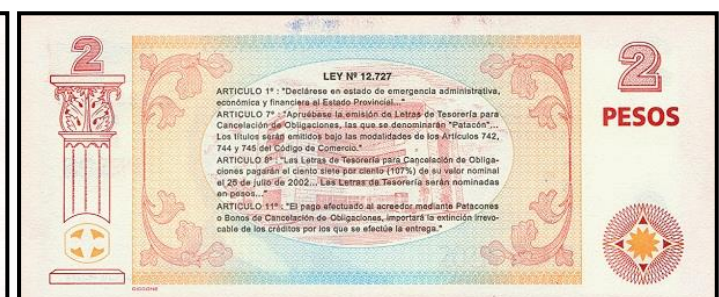 2
LEY Nº 12.727
ARTICULO 1º : "Declárese en estado de emergencia administrativa,
económica y financiera al Estado Provincial..."
ARTICULO 7º : "Apruébase la emisión de Letras de Tesorería para
Cancelación de Obligaciones, las que se denominarán "Patacón"...
Los títulos serán emitidos bajo las modalidades de los Artículos 742,
744 y 745 del Código de Comercio."
ARTICULO 8º : "Las Letras de Tesorería para Cancelación de Obliga-
ciones pagarán el ciento siete por ciento (107%) de su valor nominal
el 25 de julio de 2002... Las Letras de Tesorería serán nominadas
en pesos..."
ARTICULO 11º : "El pago efectuado al acreedor mediante Patacones
o Bonos de Cancelación de Obligaciones, importará la extinción irrevo-
cable de los créditos por los que se efectúe la entrega."
2
PESOS
CICCONE